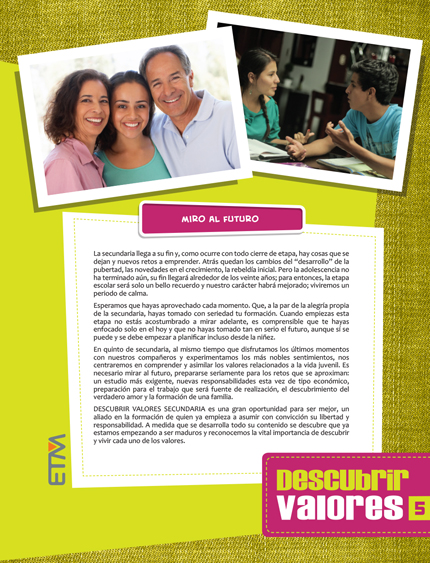 MIRO AL FUTURO
La secundaria llega a su fin y, como ocurre con todo cierre de etapa, hay cosas que se
dejan y nuevos retos a emprender. Atrás quedan los cambios del "desarrollo" de la
pubertad, las novedades en el crecimiento, la rebeldía inicial. Pero la adolescencia no
ha terminado aún, su fin llegará alrededor de los veinte años; para entonces, la etapa
escolar será solo un bello recuerdo y nuestro carácter habrá mejorado; viviremos un
periodo de calma.
Esperamos que hayas aprovechado cada momento. Que, a la par de la alegría propia
de la secundaria, hayas tomado con seriedad tu formación. Cuando empiezas esta
etapa no estás acostumbrado a mirar adelante, es comprensible que te hayas
enfocado solo en el hoy y que no hayas tomado tan en serio el futuro, aunque sí se
puede y se debe empezar a planificar incluso desde la niñez.
En quinto de secundaria, al mismo tiempo que disfrutamos los últimos momentos
con nuestros compañeros y experimentamos los más nobles sentimientos, nos
centraremos en comprender y asimilar los valores relacionados a la vida juvenil. Es
necesario mirar al futuro, prepararse seriamente para los retos que se aproximan:
un estudio más exigente, nuevas responsabilidades esta vez de tipo económico,
preparación para el trabajo que será fuente de realización, el descubrimiento del
verdadero amor y la formación de una familia.
DESCUBRIR VALORES SECUNDARIA es una gran oportunidad para ser mejor, un
aliado en la formación de quien ya empieza a asumir con convicción su libertad y
responsabilidad. A medida que se desarrolla todo su contenido se descubre que ya
estamos empezando a ser maduros y reconocemos la vital importancia de descubrir
y vivir cada uno de los valores.
ETM
Descubrir
valores 5